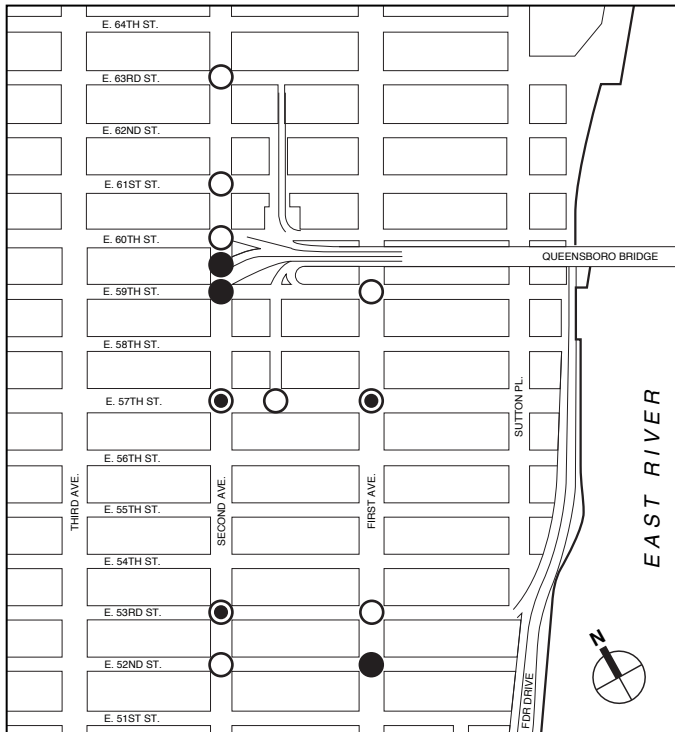 E. 64TH ST.
E. 63RD ST.
E. 62ND ST.
E. 61ST ST.
E. 60TH ST.
QUEENSBORO BRIDGE
E. 59TH ST.
E. 58TH ST.
E. 57TH ST.
SUTTON PL.
EAST RIVER
E. 56TH ST.
THIRD AVE.
SECOND AVE.
FIRST AVE.
E. 55TH ST.
E. 54TH ST.
E. 53RD ST.
N
E. 52ND ST.
FDR DRIVE
E. 51ST ST.